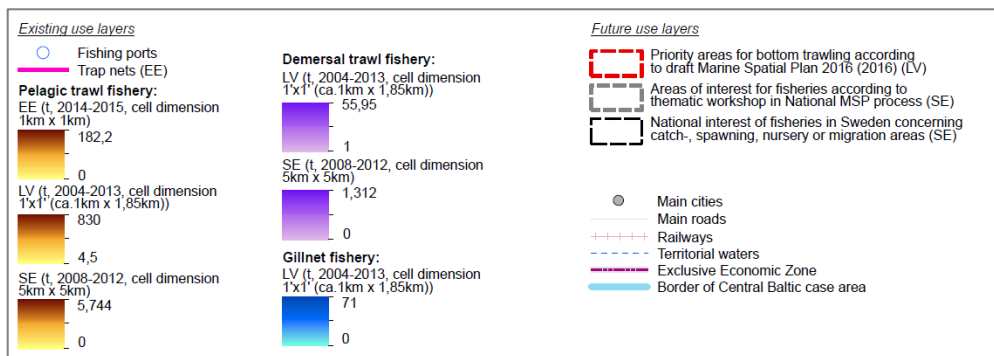 Existing use layers
Fishing ports
Trap nets (EE)
Pelagic trawl fishery:
EE (t, 2014-2015, cell dimension
1km x 1km)
182,2
0
LV (t, 2004-2013, cell dimension
1'x1' (ca.1km x 1,85km))
830
4,5
SE (t, 2008-2012, cell dimension
5km x 5km)
5,744
0
Demersal trawl fishery:
LV (t, 2004-2013, cell dimension
1'x1' (ca.1km x 1,85km))
55,95
1
SE (t, 2008-2012, cell dimension
5km x 5km)
1,312
0
Gillnet fishery:
LV (t, 2004-2013, cell dimension
1'x1' (ca.1km x 1,85km))
71
0
Future use layers
Priority areas for bottom trawling according
to draft Marine Spatial Plan 2016 (2016) (LV)
Areas of interest for fisheries according to
thematic workshop in National MSP process (SE)
National interest of fisheries in Sweden concerning
catch-, spawning, nursery or migration areas (SE)
Main cities
Main roads
Railways
Territorial waters
Exclusive Economic Zone
Border of Central Baltic case area